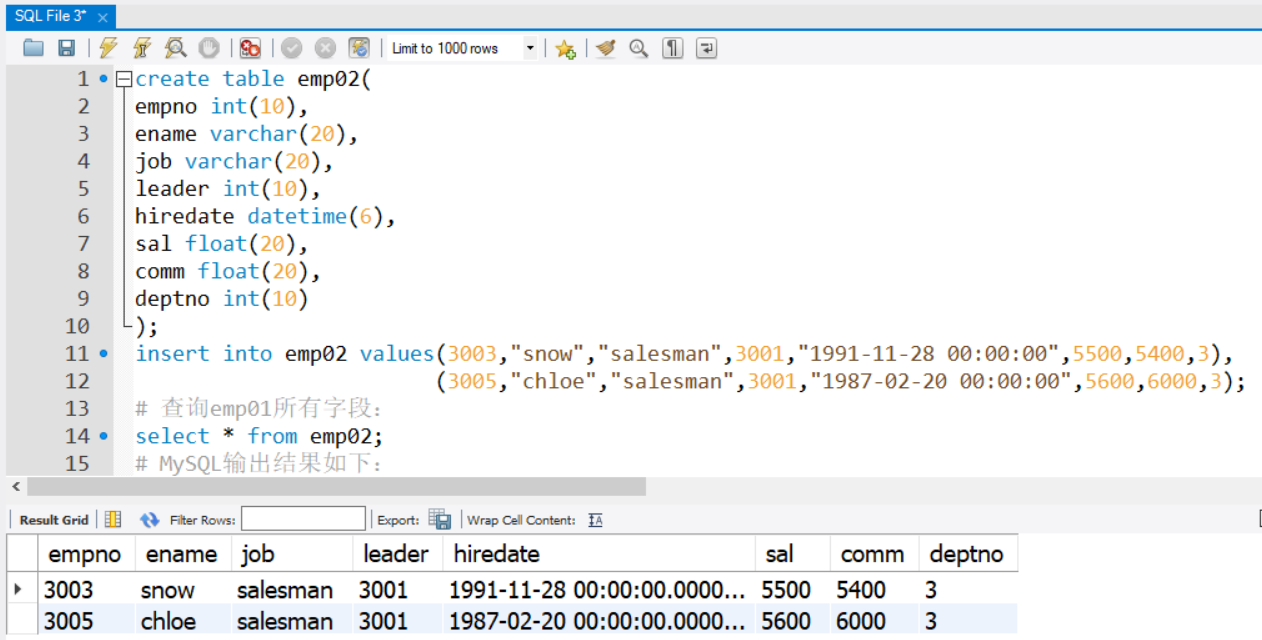 SQL File 3*
Limit to 1000 rows
1 create table emp02(
2 empno int(10),
3 ename varchar(20),
4 job varchar(20),
5 leader int(10),
6 hiredate datetime(6),
7 sal float(20),
8 comm float(20),
9 deptno int(10)
10 );
11 insert into emp02 values(3003,"snow","salesman",3001,"1991-11-28 00:00:00",5500,5400,3),
12 (3005,"chloe","salesman",3001,"1987-02-20 00:00:00",5600,6000,3);
13 # 查询emp01所有字段：
14 select * from emp02;
15 # MySQL输出结果如下：
Result Grid Filter Rows: Export: Wrap Cell Content:
empno ename job leader hiredate sal comm deptno
3003 snow salesman 3001 1991-11-28 00:00:00.0000... 5500 5400 3
3005 chloe salesman 3001 1987-02-20 00:00:00.0000... 5600 6000 3